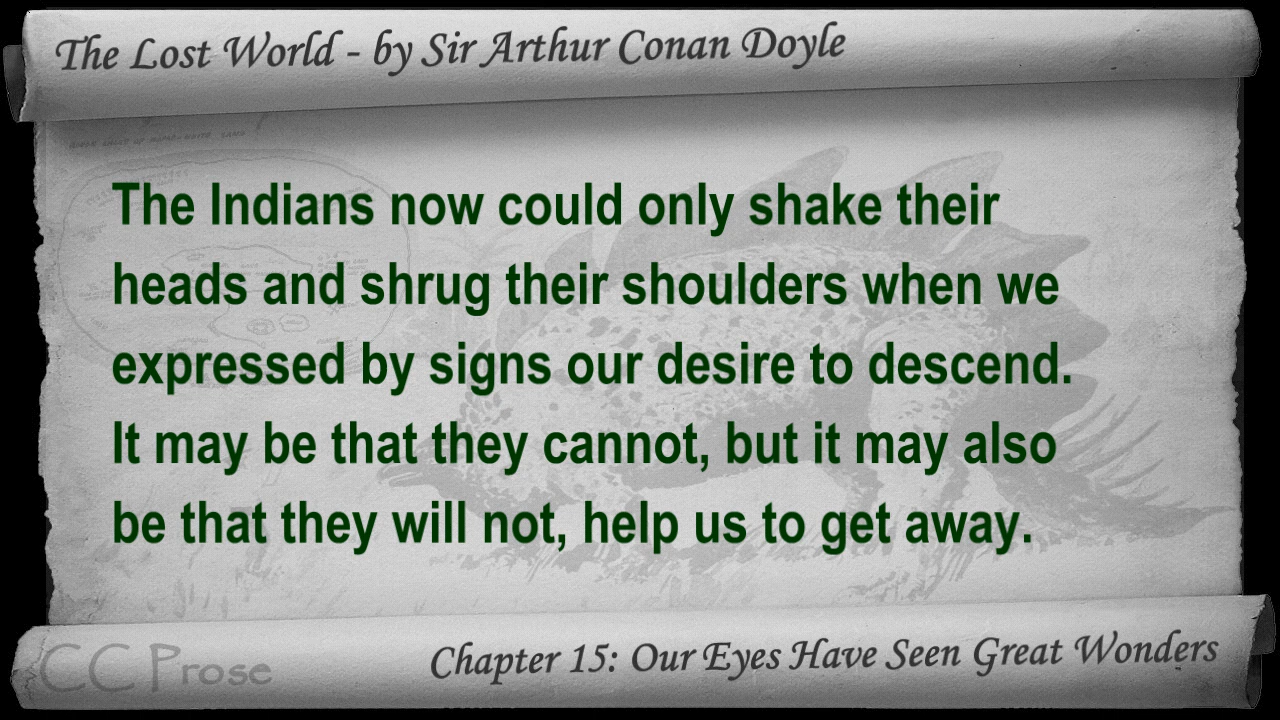 The Lost World - by Sir Arthur Conan Doyle
The Indians now could only shake their
heads and shrug their shoulders when we
expressed by signs our desire to descend.
It may be that they cannot, but it may also
be that they will not, help us to get away.
CC Prose
Chapter 15: Our Eyes Have Seen Great Wonders